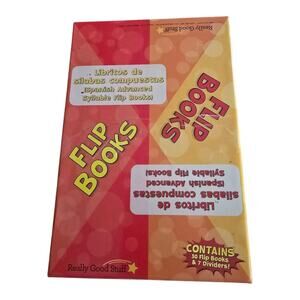 Really Good Stuff
Libritos de
sílabas compuestas
(Spanish Advanced
Syllable Flip Books)
FLIP
BOOKS
FLIP
BOOKS
Libritos de
sílabas compuestas
(Spanish Advanced
Syllable Flip Books)
CONTAINS
30 Flip Books
& 7 Dividers!
Really Good Stuff